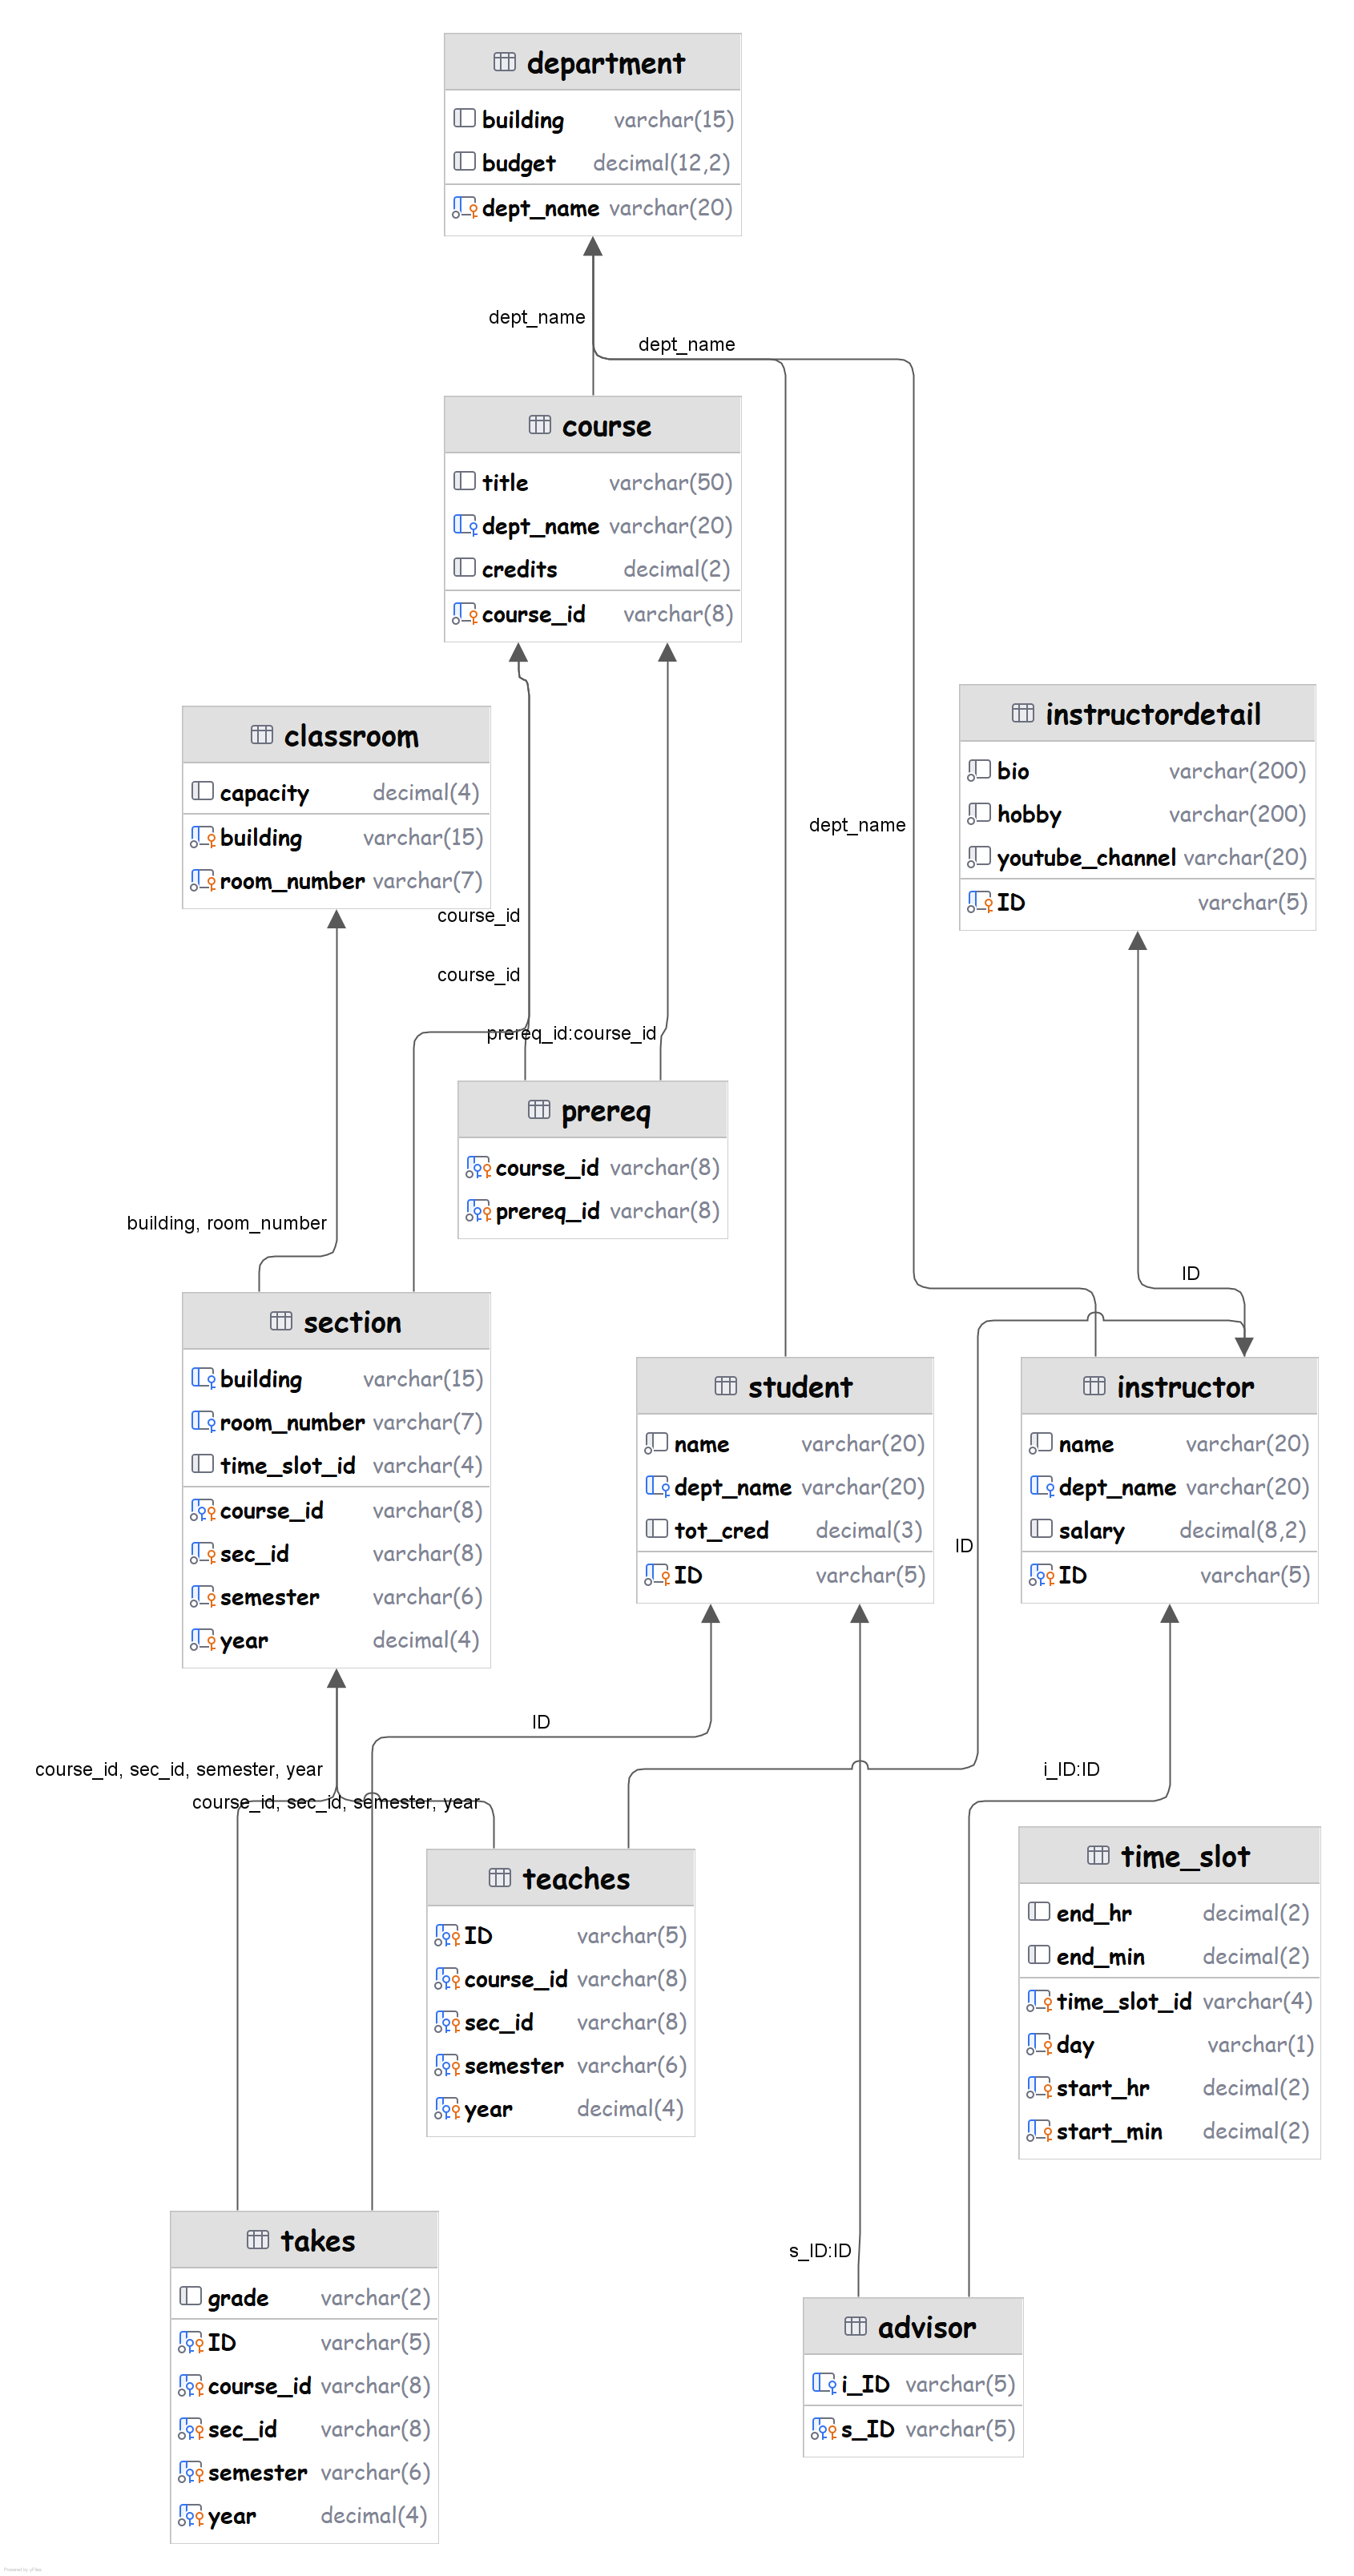 department
building varchar(15)
budget decimal(12,2)
dept_name varchar(20)
dept_name
dept_name
course
title varchar(50)
dept_name varchar(20)
credits decimal(2)
course_id varchar(8)
instructordetail
bio varchar(200)
hobby varchar(200)
youtube_channel varchar(20)
ID varchar(5)
classroom
capacity decimal(4)
building varchar(15)
room_number varchar(7)
dept_name
course_id
course_id
prereq_id:course_id
prereq
course_id varchar(8)
prereq_id varchar(8)
building, room_number
ID
section
building varchar(15)
room_number varchar(7)
time_slot_id varchar(4)
course_id varchar(8)
sec_id varchar(8)
semester varchar(6)
year decimal(4)
student
name varchar(20)
dept_name varchar(20)
tot_cred decimal(3)
ID varchar(5)
instructor
name varchar(20)
dept_name varchar(20)
salary decimal(8,2)
ID varchar(5)
ID
ID
course_id, sec_id, semester, year
i_ID:ID
course_id, sec_id, semester, year
teaches
ID varchar(5)
course_id varchar(8)
sec_id varchar(8)
semester varchar(6)
year decimal(4)
time_slot
end_hr decimal(2)
end_min decimal(2)
time_slot_id varchar(4)
day varchar(1)
start_hr decimal(2)
start_min decimal(2)
takes
grade varchar(2)
ID varchar(5)
course_id varchar(8)
sec_id varchar(8)
semester varchar(6)
year decimal(4)
s_ID:ID
advisor
i_ID varchar(5)
s_ID varchar(5)
Powered by yFiles